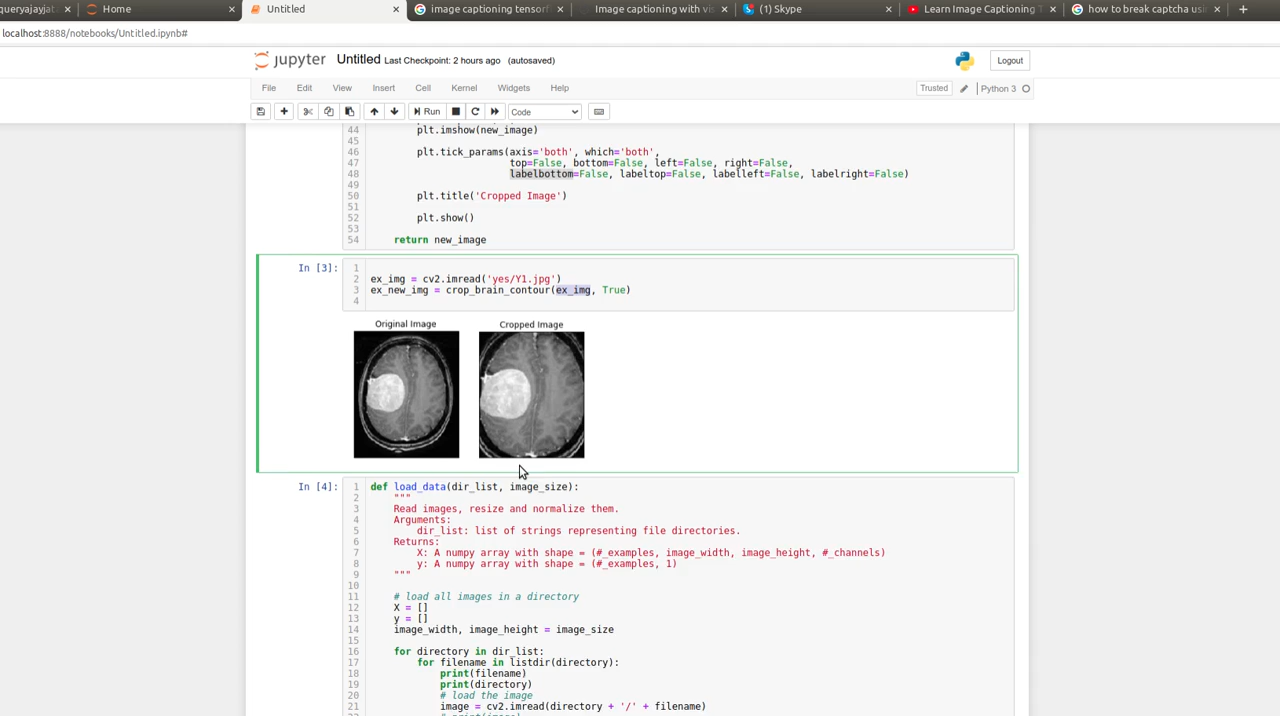 queryajayjat
Home
Untitled
image captioning tensorf
Image captioning with vis
(1) Skype
Learn Image Captioning T
how to break captcha usi
localhost:8888/notebooks/Untitled.ipynb#
jupyter Untitled Last Checkpoint: 2 hours ago (autosaved)
Logout
File Edit View Insert Cell Kernel Widgets Help
Trusted
Python 3
Run
Code
44 plt.imshow(new_image)
45
46 plt.tick_params(axis='both', which='both',
47 top=False, bottom=False, left=False, right=False,
48 labelbottom=False, labeltop=False, labelleft=False, labelright=False)
49
50 plt.title('Cropped Image')
51
52 plt.show()
53
54 return new_image
In [3]:
1
2 ex_img = cv2.imread('yes/Y1.jpg')
3 ex_new_img = crop_brain_contour(ex_img, True)
4
Original Image
Cropped Image
In [4]:
1 def load_data(dir_list, image_size):
2 """
3 Read images, resize and normalize them.
4 Arguments:
5 dir_list: list of strings representing file directories.
6 Returns:
7 X: A numpy array with shape = (#_examples, image_width, image_height, #_channels)
8 y: A numpy array with shape = (#_examples, 1)
9 """
10
11 # load all images in a directory
12 X = []
13 y = []
14 image_width, image_height = image_size
15
16 for directory in dir_list:
17 for filename in listdir(directory):
18 print(filename)
19 print(directory)
20 # load the image
21 image = cv2.imread(directory + '/' + filename)